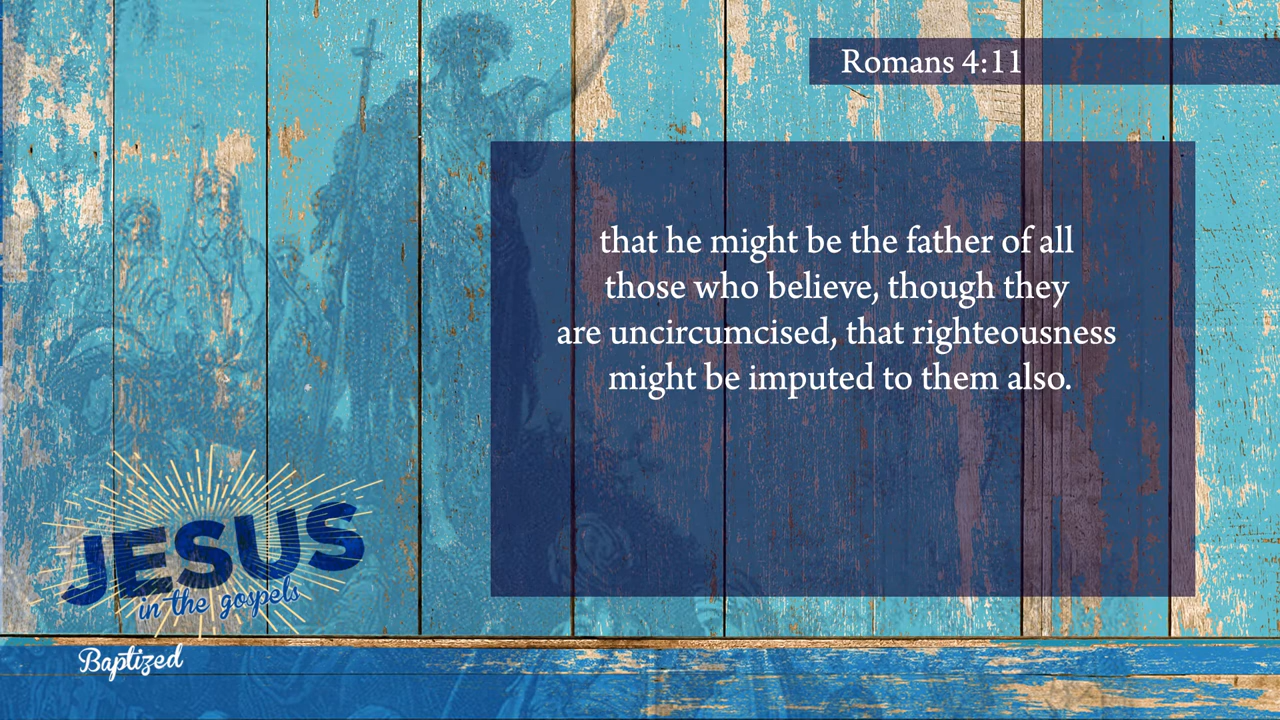 Romans 4:11
that he might be the father of all
those who believe, though they
are uncircumcised, that righteousness
might be imputed to them also.
JESUS
in the gospels
Baptized